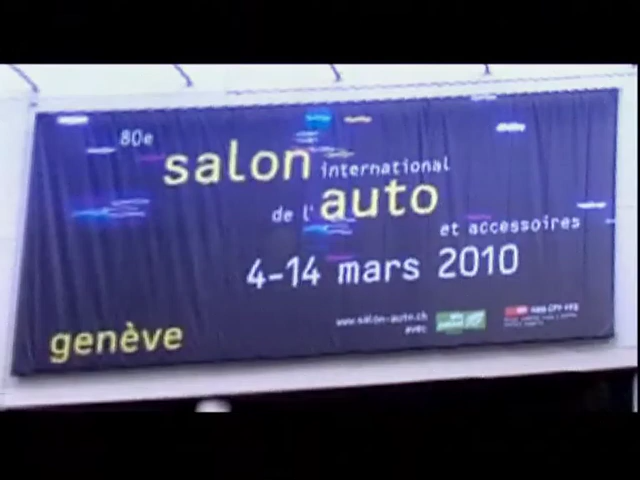 80e
salon international
de l'auto
et accessoires
4-14 mars 2010
www.salon-auto.ch
avec
genève